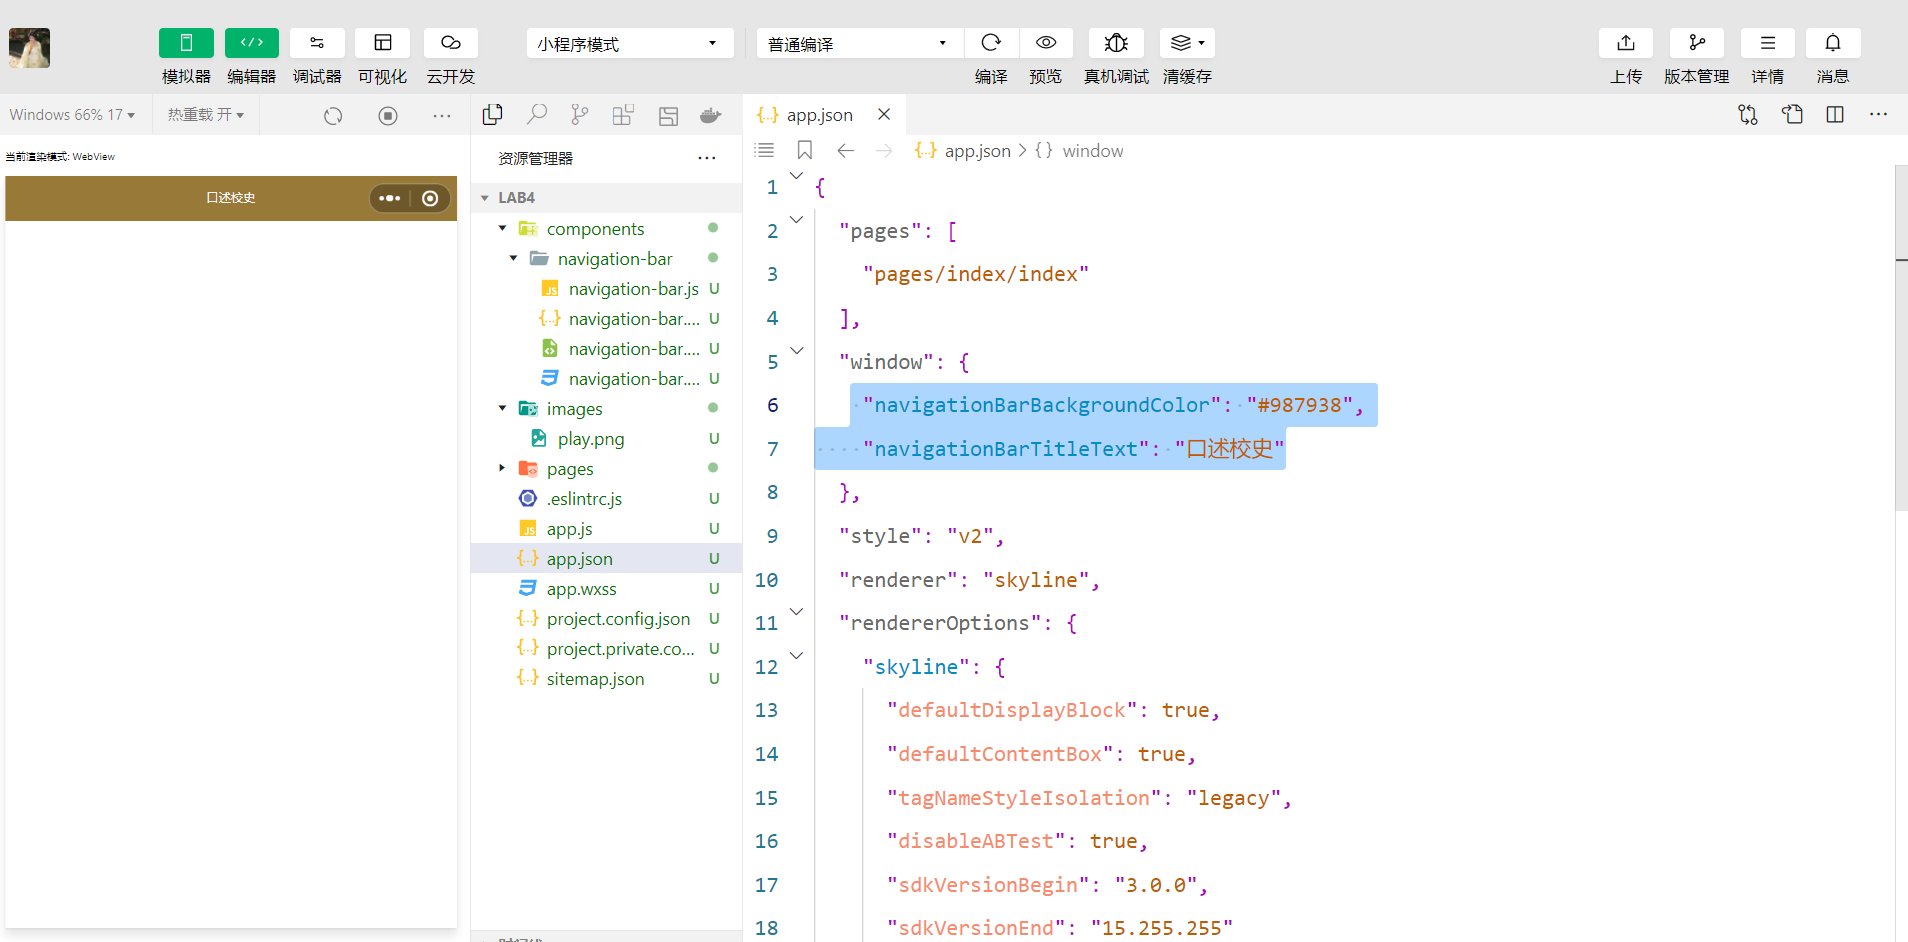 小程序模式
普通编译
模拟器
编辑器
调试器
可视化
云开发
编译
预览
真机调试
清缓存
上传
版本管理
详情
消息
Windows 66% 17
热重载 开
当前渲染模式: WebView
口述校史
资源管理器
LAB4
components
navigation-bar
navigation-bar.js U
navigation-bar.... U
navigation-bar.... U
navigation-bar.... U
images
play.png U
pages
.eslintrc.js U
app.js U
app.json U
app.wxss U
project.config.json U
project.private.co... U
sitemap.json U
{..} app.json
{..} app.json > {} window
1 {
2 "pages": [
3 "pages/index/index"
4 ],
5 "window": {
6 "navigationBarBackgroundColor": "#987938",
7 "navigationBarTitleText": "口述校史"
8 },
9 "style": "v2",
10 "renderer": "skyline",
11 "rendererOptions": {
12 "skyline": {
13 "defaultDisplayBlock": true,
14 "defaultContentBox": true,
15 "tagNameStyleIsolation": "legacy",
16 "disableABTest": true,
17 "sdkVersionBegin": "3.0.0",
18 "sdkVersionEnd": "15.255.255"